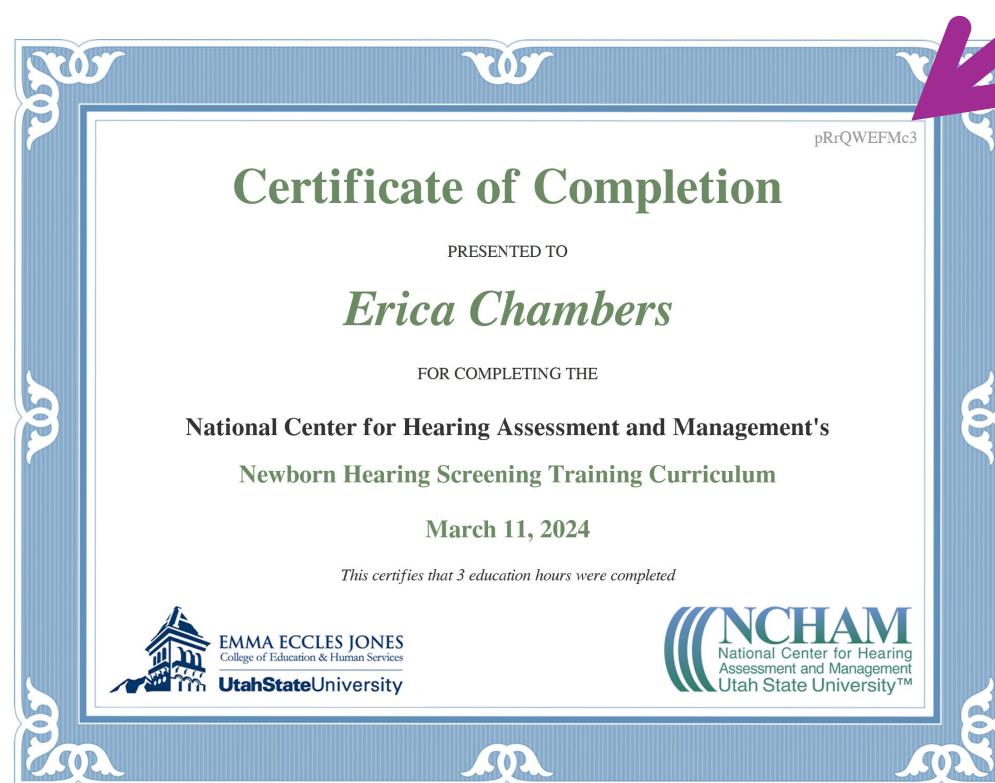 pRrQWEFMc3
Certificate of Completion
PRESENTED TO
Erica Chambers
FOR COMPLETING THE
National Center for Hearing Assessment and Management's
Newborn Hearing Screening Training Curriculum
March 11, 2024
This certifies that 3 education hours were completed
EMMA ECCLES JONES
College of Education & Human Services
UtahStateUniversity
NCHAM
National Center for Hearing
Assessment and Management
Utah State University™